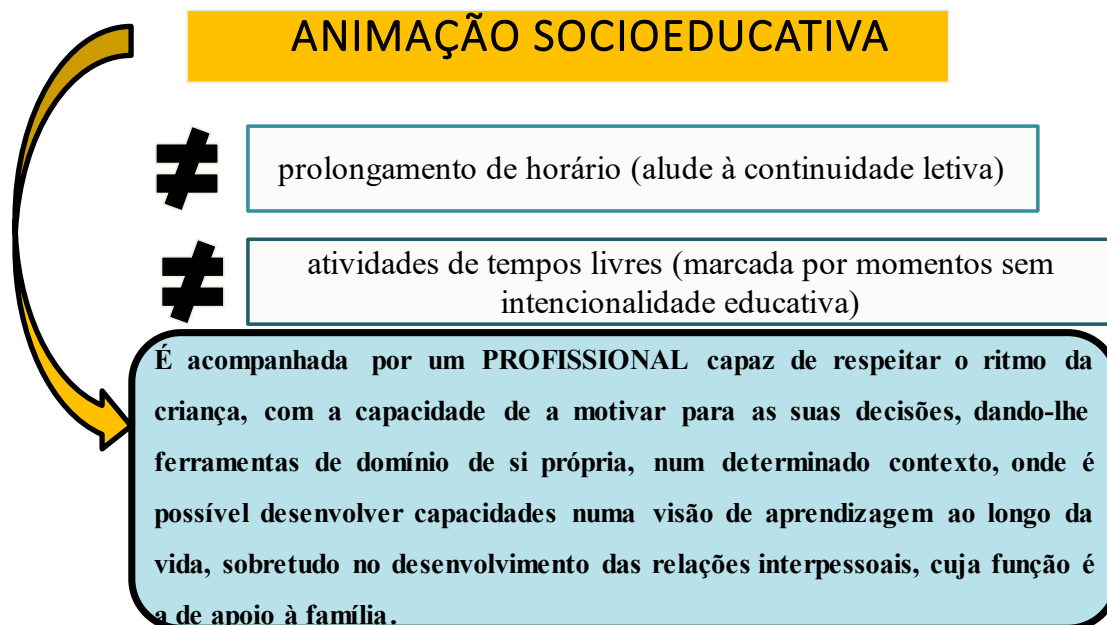 ANIMAÇÃO SOCIOEDUCATIVA
≠
prolongamento de horário (alude à continuidade letiva)
≠
atividades de tempos livres (marcada por momentos sem
intencionalidade educativa)
É acompanhada por um PROFISSIONAL capaz de respeitar o ritmo da
criança, com a capacidade de a motivar para as suas decisões, dando-lhe
ferramentas de domínio de si própria, num determinado contexto, onde é
possível desenvolver capacidades numa visão de aprendizagem ao longo da
vida, sobretudo no desenvolvimento das relações interpessoais, cuja função é
a de apoio à família.